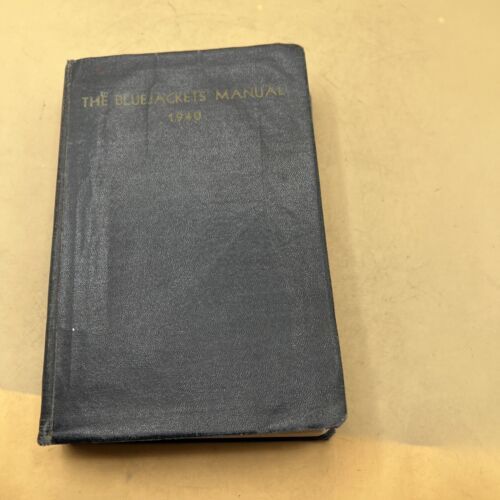 THE BLUEJACKETS' MANUAL
1940